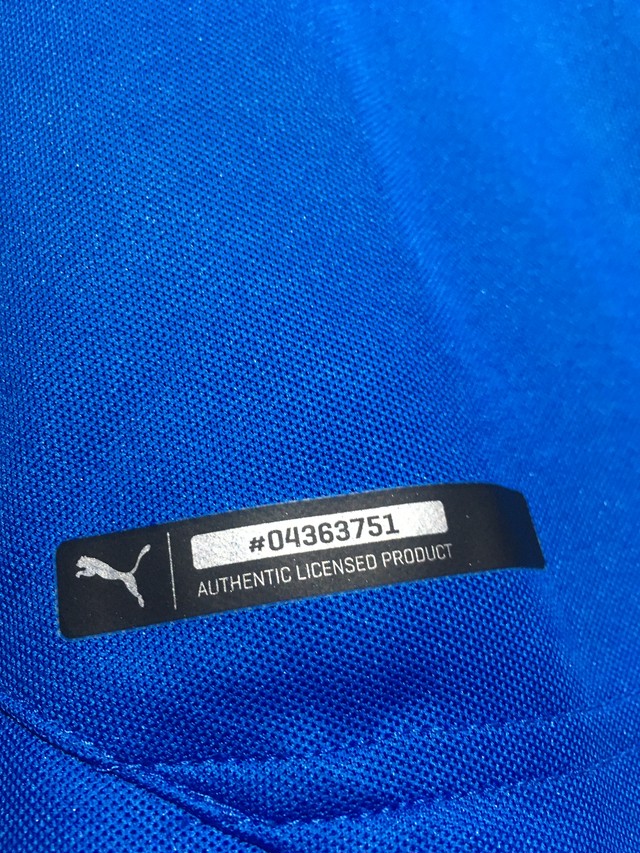 #04363751
AUTHENTIC LICENSED PRODUCT